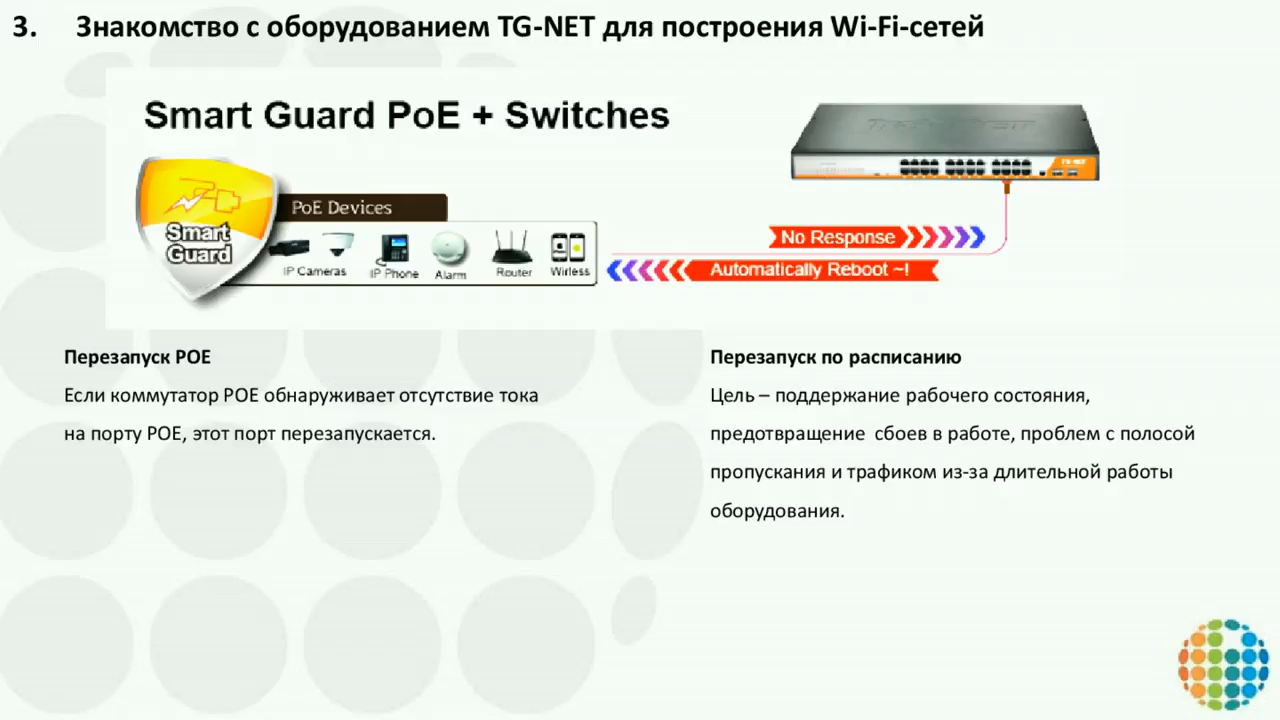 3. Знакомство с оборудованием TG-NET для построения Wi-Fi-сетей
Smart Guard PoE + Switches
TG-NET
Smart
Guard
PoE Devices
IP Cameras
IP Phone
Alarm
Router
Wirless
No Response
Automatically Reboot ~!
Перезапуск POE
Если коммутатор POE обнаруживает отсутствие тока
на порту POE, этот порт перезапускается.
Перезапуск по расписанию
Цель – поддержание рабочего состояния,
предотвращение сбоев в работе, проблем с полосой
пропускания и трафиком из-за длительной работы
оборудования.